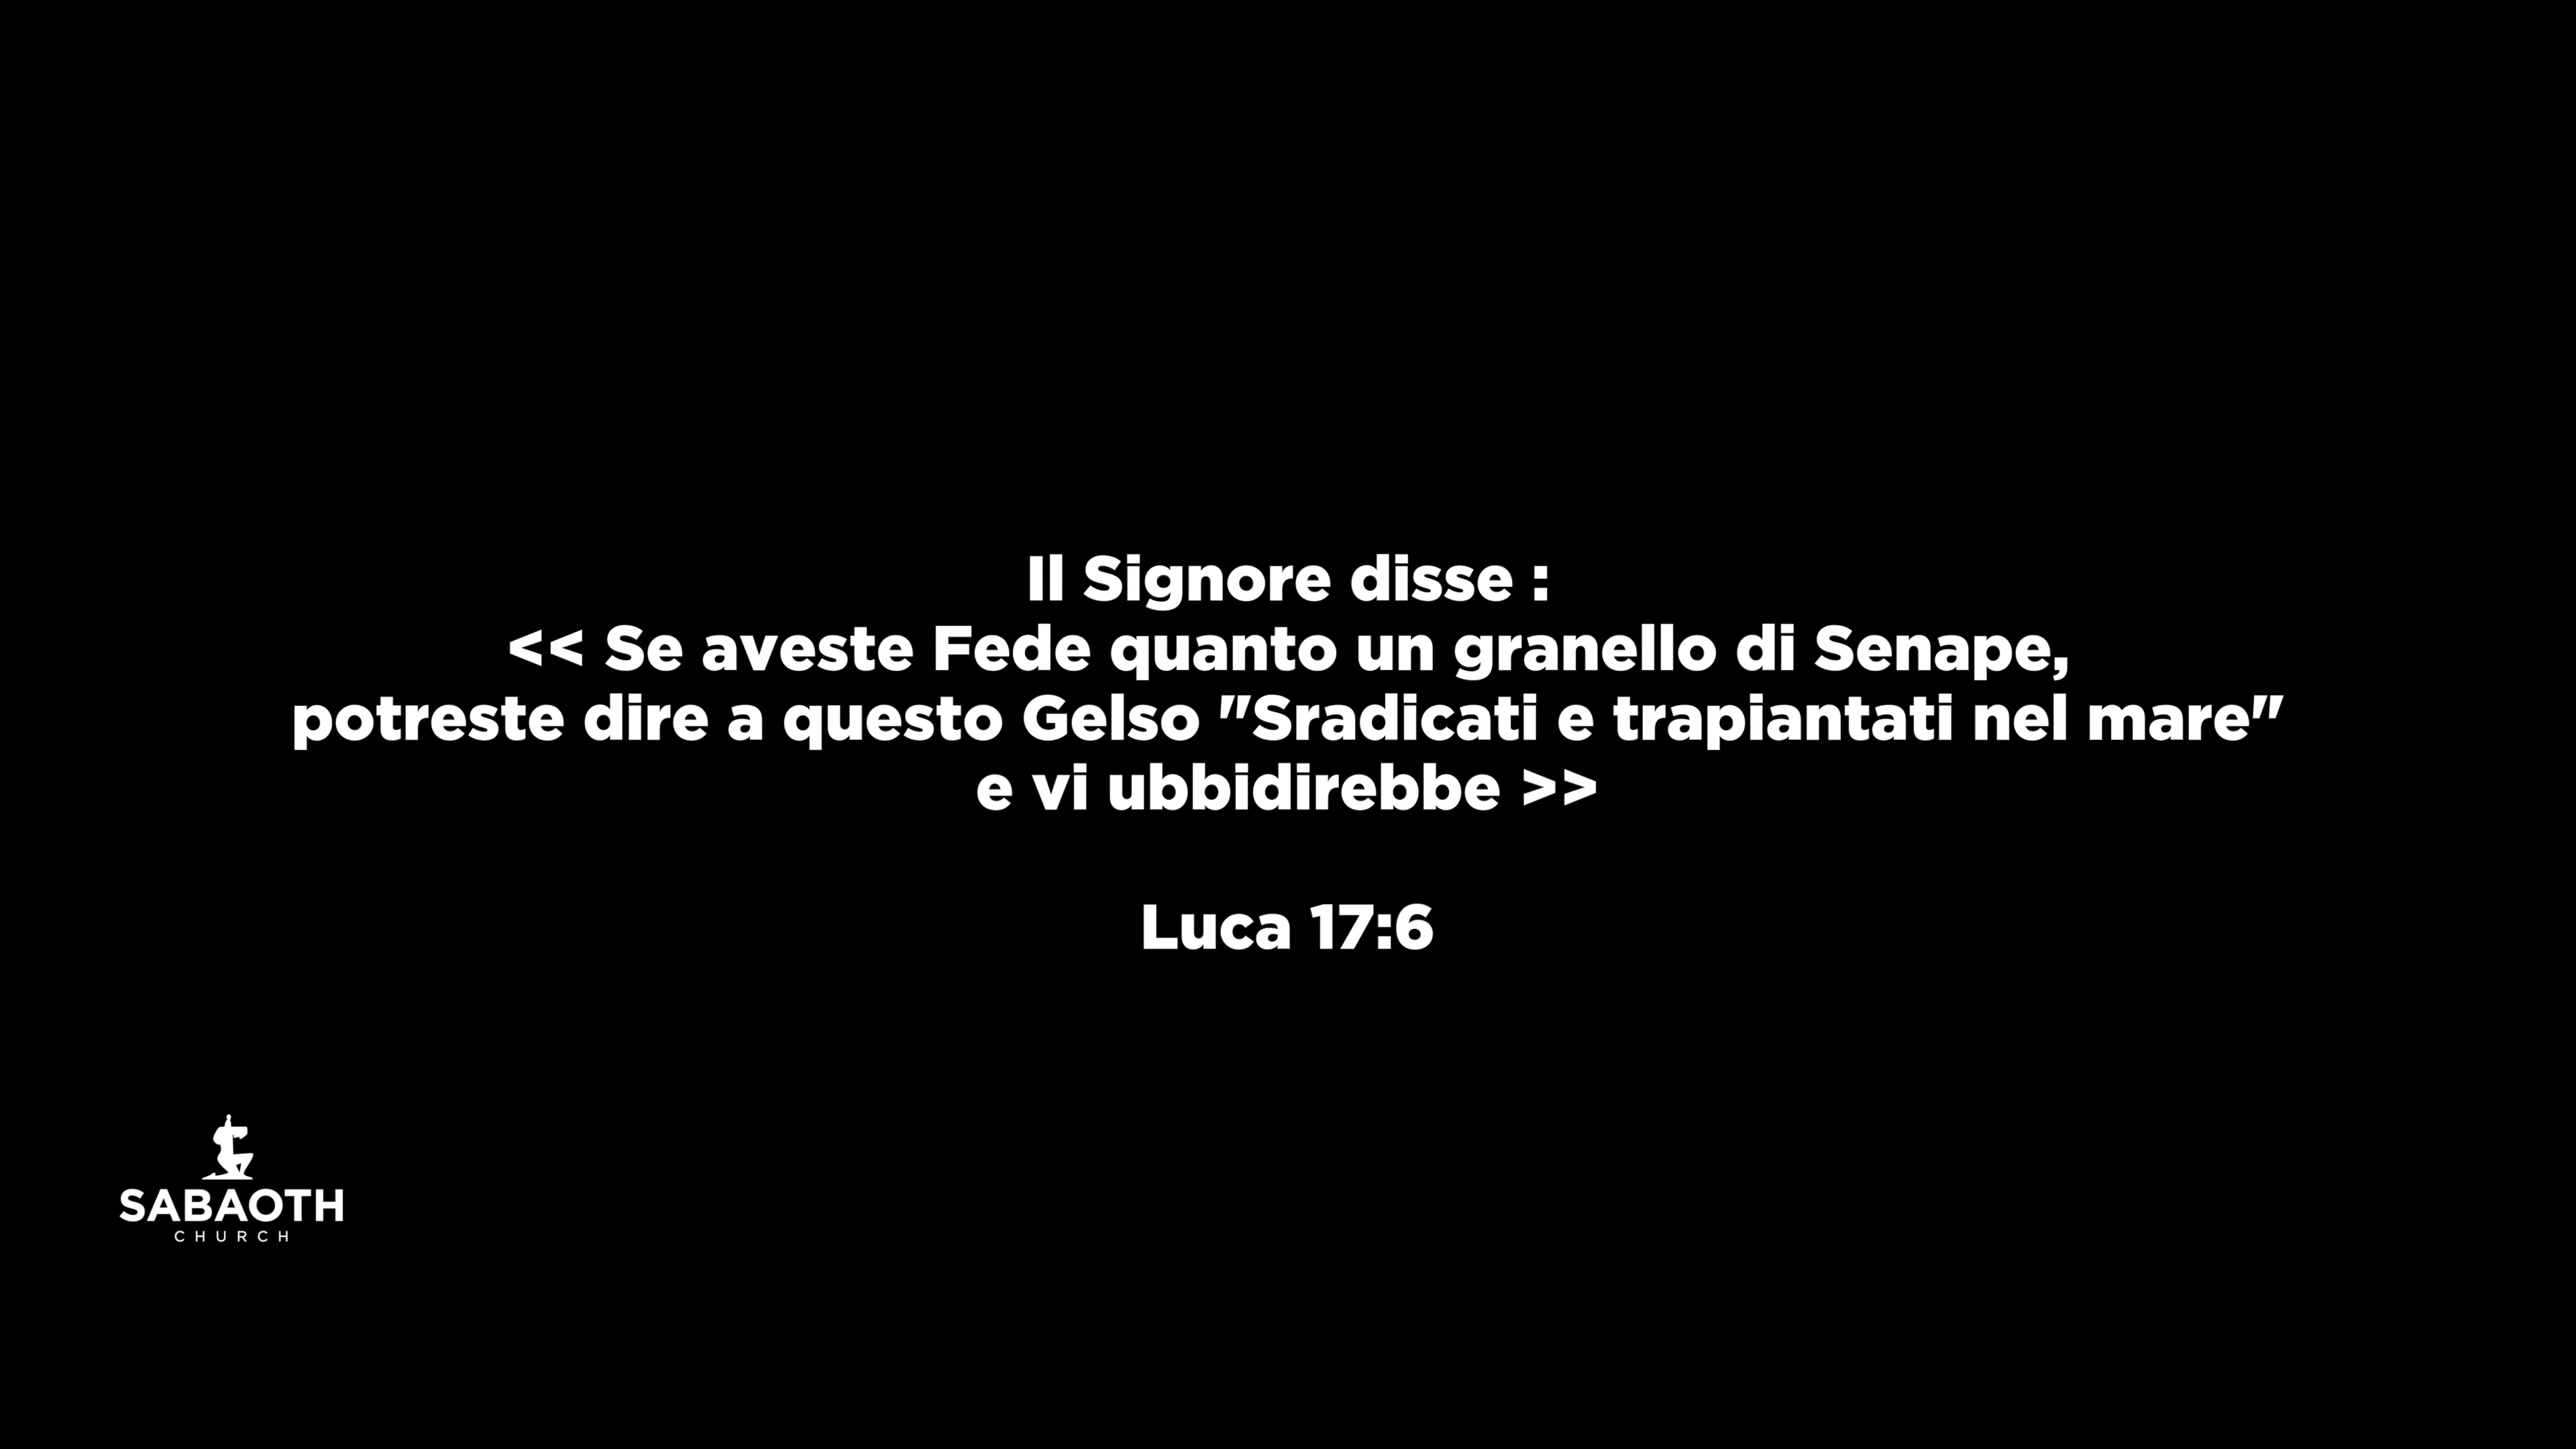 Il Signore disse :
<< Se aveste Fede quanto un granello di Senape,
potreste dire a questo Gelso "Sradicati e trapiantati nel mare"
e vi ubbidirebbe >>
Luca 17:6
SABAOTH
CHURCH